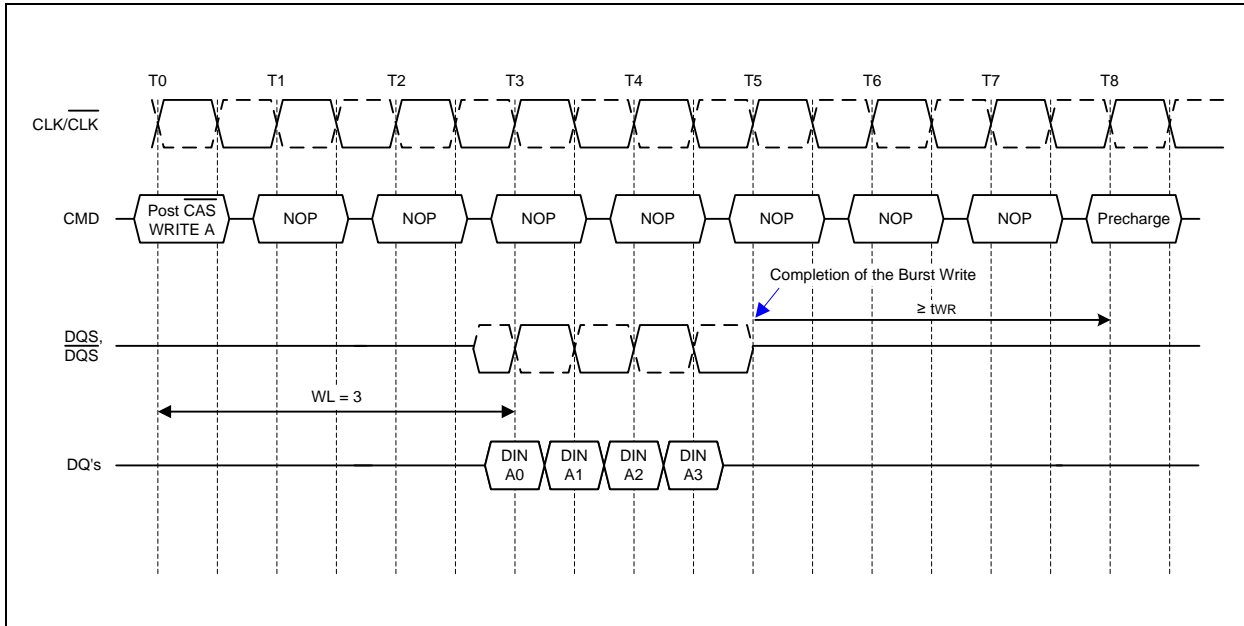 T0 T1 T2 T3 T4 T5 T6 T7 T8
CLK/CLK
CMD
Post CAS
WRITE A
NOP NOP NOP NOP NOP NOP NOP Precharge
Completion of the Burst Write
≥ tWR
DQS,
DQS
WL = 3
DQ's
DIN A0
DIN A1
DIN A2
DIN A3